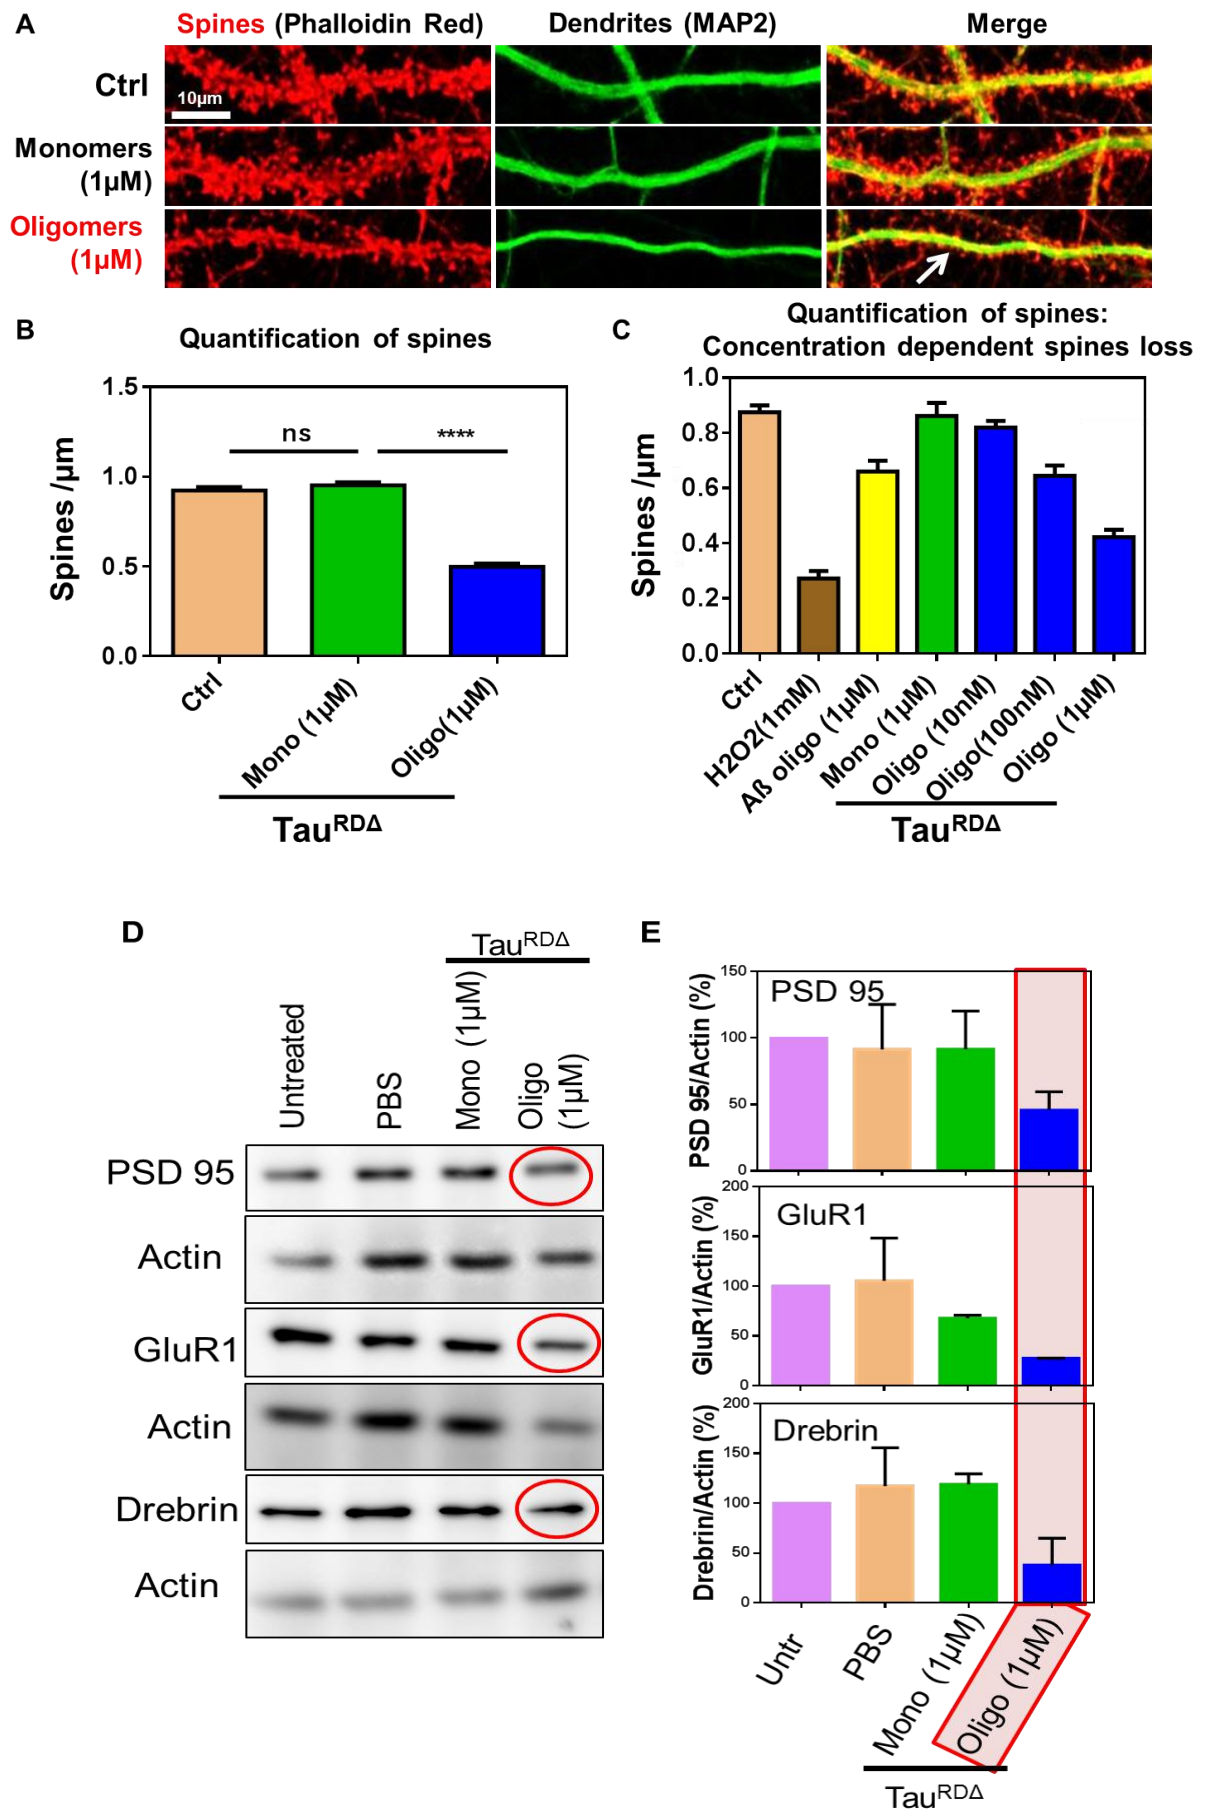 A
Spines (Phalloidin Red)
Dendrites (MAP2)
Merge
Ctrl
10µm
Monomers
(1µM)
Oligomers
(1µM)
B
Quantification of spines
Spines /µm
1.5
1.0
0.5
0.0
ns
****
Ctrl
Mono (1µM)
Oligo(1µM)
TauRDΔ
C
Quantification of spines:
Concentration dependent spines loss
Spines /µm
1.0
0.8
0.6
0.4
0.2
0.0
Ctrl
H2O2(1mM)
Aß oligo (1µM)
Mono (1µM)
Oligo (10nM)
Oligo(100nM)
Oligo (1µM)
TauRDΔ
D
TauRDΔ
Untreated
PBS
Mono (1µM)
Oligo
(1µM)
PSD 95
Actin
GluR1
Actin
Drebrin
Actin
E
PSD 95/Actin (%)
150
100
50
0
PSD 95
GluR1/Actin (%)
200
150
100
50
0
GluR1
Drebrin/Actin (%)
200
150
100
50
0
Drebrin
Untr
PBS
Mono (1µM)
Oligo (1µM)
TauRDΔ